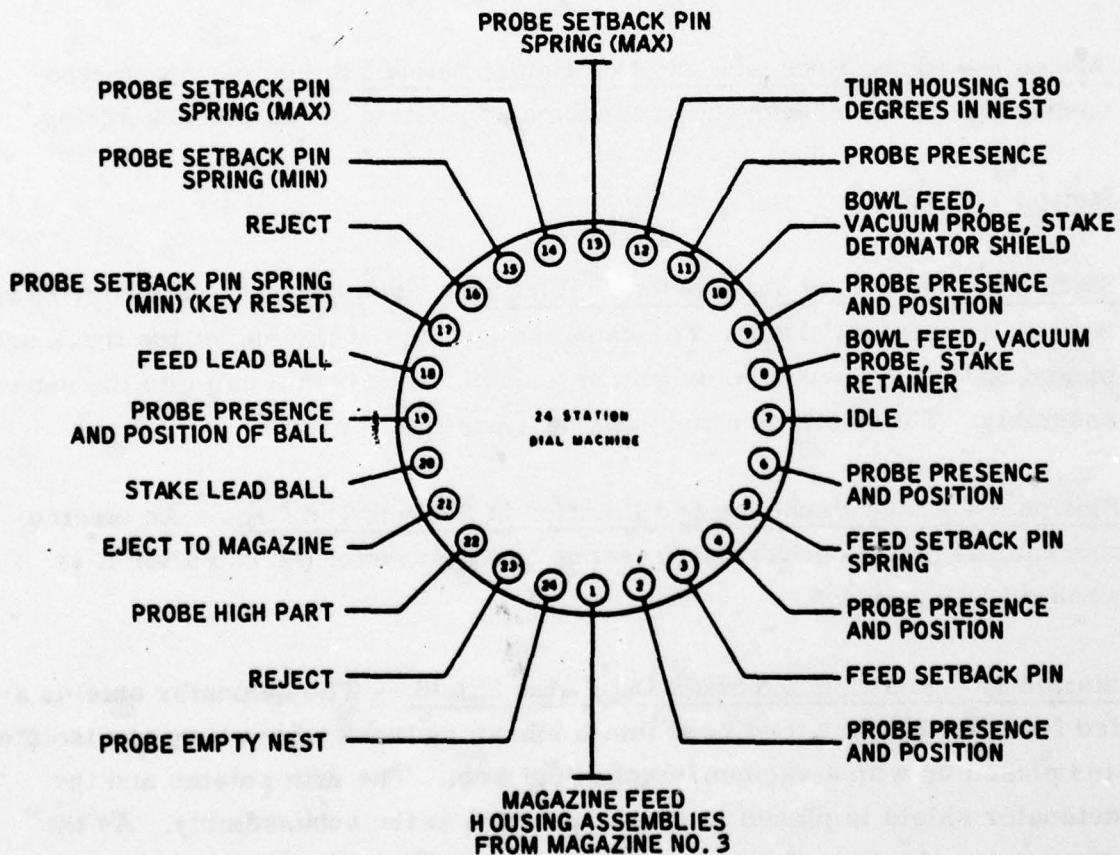 PROBE SETBACK PIN
SPRING (MAX)
PROBE SETBACK PIN
SPRING (MAX)
PROBE SETBACK PIN
SPRING (MIN)
REJECT
PROBE SETBACK PIN SPRING
(MIN) (KEY RESET)
FEED LEAD BALL
PROBE PRESENCE
AND POSITION OF BALL
STAKE LEAD BALL
EJECT TO MAGAZINE
PROBE HIGH PART
REJECT
PROBE EMPTY NEST
TURN HOUSING 180
DEGREES IN NEST
PROBE PRESENCE
BOWL FEED,
VACUUM PROBE, STAKE
DETONATOR SHIELD
PROBE PRESENCE
AND POSITION
BOWL FEED, VACUUM
PROBE, STAKE
RETAINER
IDLE
PROBE PRESENCE
AND POSITION
FEED SETBACK PIN
SPRING
PROBE PRESENCE
AND POSITION
FEED SETBACK PIN
PROBE PRESENCE
AND POSITION
MAGAZINE FEED
HOUSING ASSEMBLIES
FROM MAGAZINE NO. 3
24 STATION
DIAL MACHINE
1
2
3
4
5
6
7
8
9
10
11
12
13
14
15
16
17
18
19
20
21
22
23
24